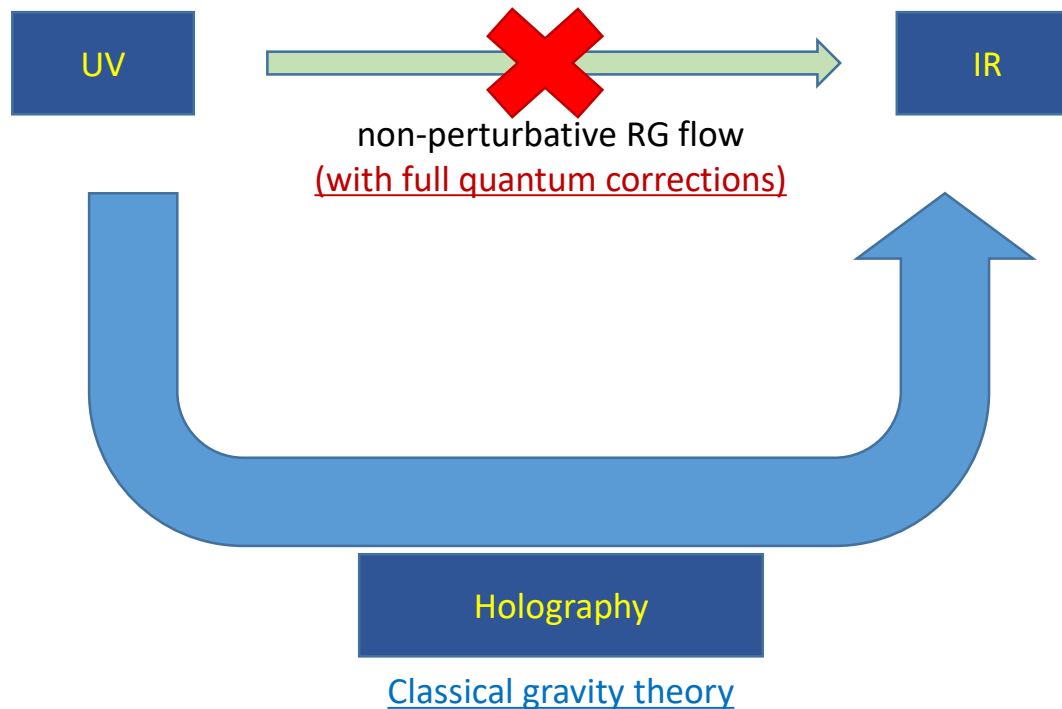 UV
IR
non-perturbative RG flow
(with full quantum corrections)
Holography
Classical gravity theory